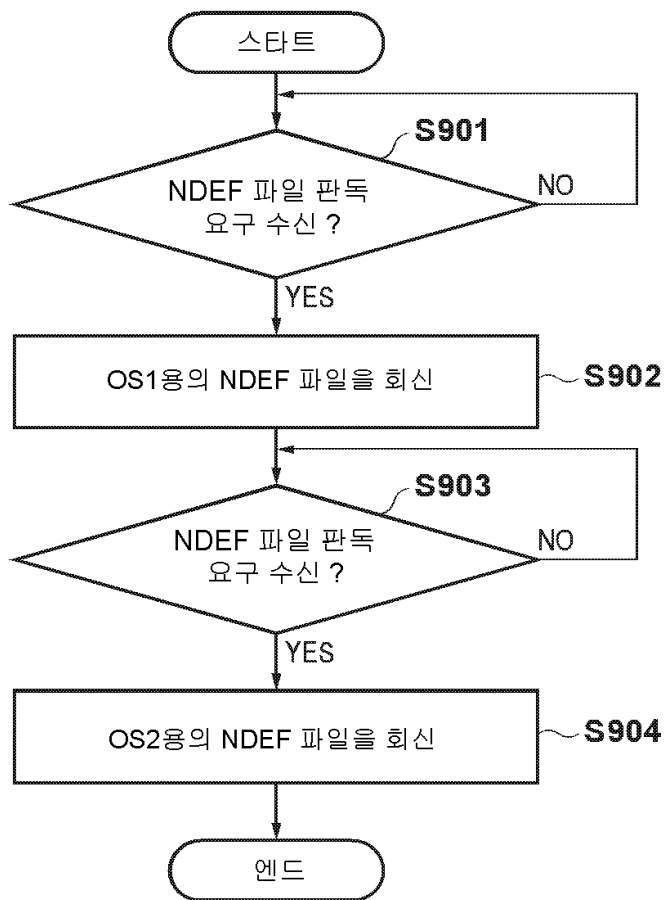 스타트
S901
NDEF 파일 판독
요구 수신 ?
NO
YES
OS1용의 NDEF 파일을 회신
S902
S903
NDEF 파일 판독
요구 수신 ?
NO
YES
OS2용의 NDEF 파일을 회신
S904
엔드